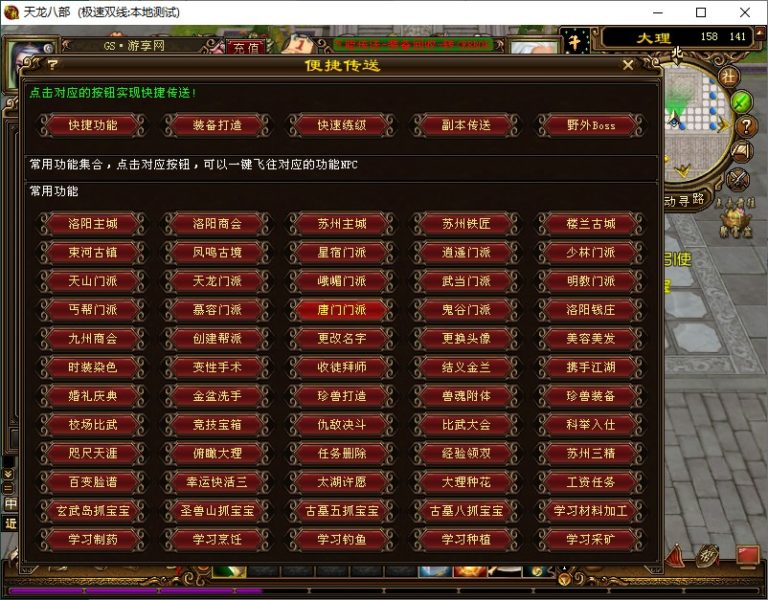 天龙八部 (极速双线:本地测试)
GS·游享网
充值
大理 158 141
北
便捷传送
社
点击对应的按钮实现快捷传送!
快捷功能 装备打造 快速练级 副本传送 野外Boss
常用功能集合，点击对应按钮，可以一键飞往对应的功能NPC
常用功能
动寻路
洛阳主城 洛阳商会 苏州主城 苏州铁匠 楼兰古城
束河古镇 凤鸣古境 星宿门派 逍遥门派 少林门派
天山门派 天龙门派 峨嵋门派 武当门派 明教门派
丐帮门派 慕容门派 唐门门派 鬼谷门派 洛阳钱庄
九州商会 创建帮派 更改名字 更换头像 美容美发
时装染色 变性手术 收徒拜师 结义金兰 携手江湖
婚礼庆典 金盆洗手 珍兽打造 兽魂附体 珍兽装备
校场比武 竞技宝箱 仇敌决斗 比武大会 科举入仕
咫尺天涯 俯瞰大理 任务删除 经验领双 苏州三精
百变脸谱 幸运快活三 太湖许愿 大理种花 工资任务
玄武岛抓宝宝 圣兽山抓宝宝 古墓五抓宝宝 古墓八抓宝宝 学习材料加工
学习制药 学习烹饪 学习钓鱼 学习种植 学习采矿
中
近